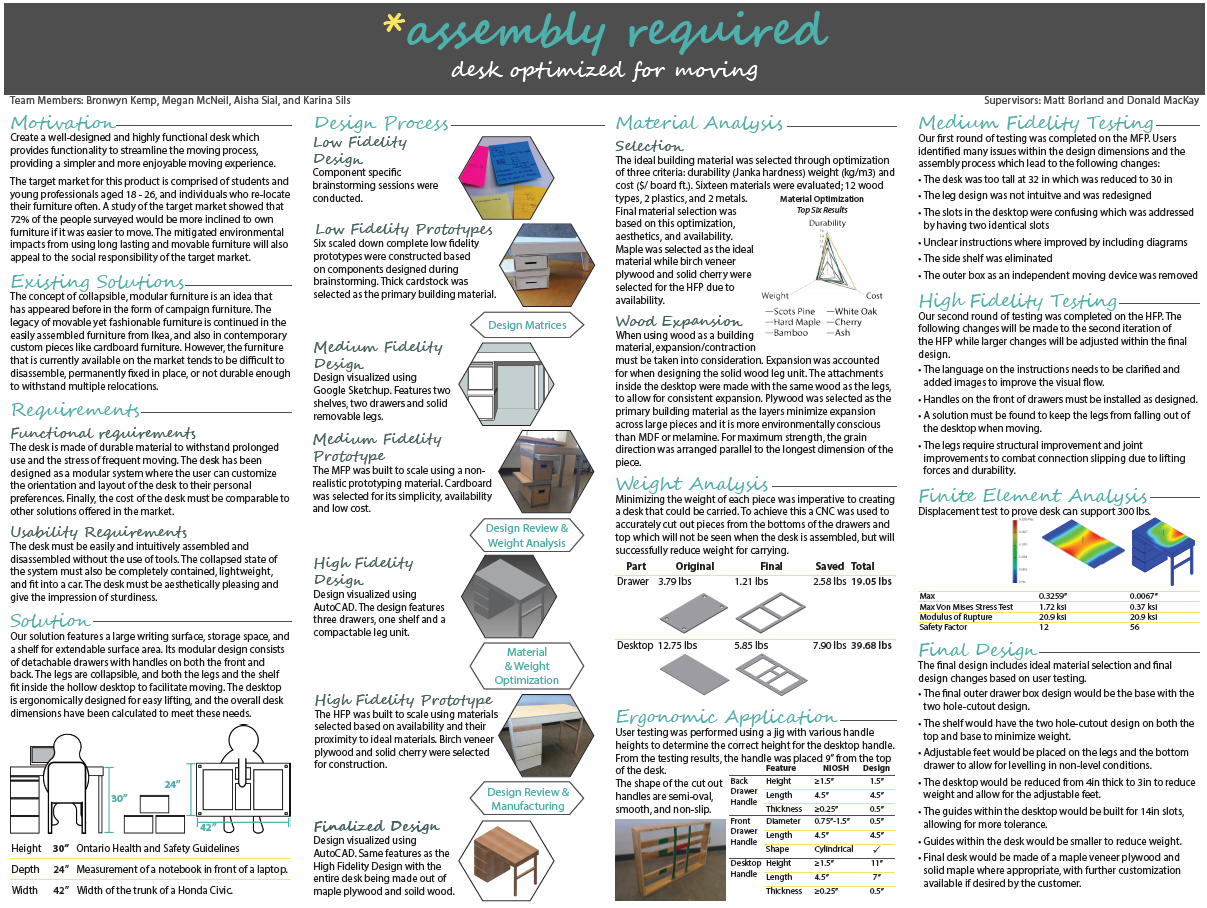 *assembly required
desk optimized for moving
Team Members: Bronwyn Kemp, Megan McNeil, Aisha Sial, and Karina Sils
Supervisors: Matt Borland and Donald MacKay
Motivation
Create a well-designed and highly functional desk which
provides functionality to streamline the moving process,
providing a simpler and more enjoyable moving experience.
The target market for this product is comprised of students and
young professionals aged 18 - 26, and individuals who re-locate
their furniture often. A study of the target market showed that
72% of the people surveyed would be more inclined to own
furniture if it was easier to move. The mitigated environmental
impacts from using long lasting and movable furniture will also
appeal to the social responsibility of the target market.
Existing Solutions
The concept of collapsible, modular furniture is an idea that
has appeared before in the form of campaign furniture. The
legacy of movable yet fashionable furniture is continued in the
easily assembled furniture from Ikea, and also in contemporary
custom pieces like cardboard furniture. However, the furniture
that is currently available on the market tends to be difficult to
disassemble, permanently fixed in place, or not durable enough
to withstand multiple relocations.
Requirements
Functional requirements
The desk is made of durable material to withstand prolonged
use and the stress of frequent moving. The desk has been
designed as a modular system where the user can customize
the orientation and layout of the desk to their personal
preferences. Finally, the cost of the desk must be comparable to
other solutions offered in the market.
Usability Requirements
The desk must be easily and intuitively assembled and
disassembled without the use of tools. The collapsed state of
the system must also be completely contained, lightweight,
and fit into a car. The desk must be aesthetically pleasing and
give the impression of sturdiness.
Solution
Our solution features a large writing surface, storage space, and
a shelf for extendable surface area. Its modular design consists
of detachable drawers with handles on both the front and
back. The legs are collapsible, and both the legs and the shelf
fit inside the hollow desktop to facilitate moving. The desktop
is ergonomically designed for easy lifting, and the overall desk
dimensions have been calculated to meet these needs.
30"
24"
42"
Height 30" Ontario Health and Safety Guidelines
Depth 24" Measurement of a notebook in front of a laptop.
Width 42" Width of the trunk of a Honda Civic.
Design Process
Low Fidelity
Design
Component specific
brainstorming sessions were
conducted.
Low Fidelity Prototypes
Six scaled down complete low fidelity
prototypes were constructed based
on components designed during
brainstorming. Thick cardstock was
selected as the primary building material.
Design Matrices
Medium Fidelity
Design
Design visualized using
Google Sketchup. Features two
shelves, two drawers and solid
removable legs.
Medium Fidelity
Prototype
The MFP was built to scale using a non-
realistic prototyping material. Cardboard
was selected for its simplicity, availability
and low cost.
Design Review &
Weight Analysis
High Fidelity
Design
Design visualized using
AutoCAD. The design features
three drawers, one shelf and a
compactable leg unit.
Material
& Weight
Optimization
High Fidelity Prototype
The HFP was built to scale using materials
selected based on availability and their
proximity to ideal materials. Birch veneer
plywood and solid cherry were selected
for construction.
Design Review &
Manufacturing
Finalized Design
Design visualized using
AutoCAD. Same features as the
High Fidelity Design with the
entire desk being made out of
maple plywood and soild wood.
Material Analysis
Selection
The ideal building material was selected through optimization
of three criteria: durability (Janka hardness) weight (kg/m3) and
cost ($/ board ft.). Sixteen materials were evaluated; 12 wood
types, 2 plastics, and 2 metals.
Final material selection was
based on this optimization,
aesthetics, and availability.
Maple was selected as the ideal
material while birch veneer
plywood and solid cherry were
selected for the HFP due to
availability.
Material Optimization
Top Six Results
Durability
Weight
Cost
Scots Pine
White Oak
Hard Maple
Cherry
Bamboo
Ash
Wood Expansion
When using wood as a building
material, expansion/contraction
must be taken into consideration. Expansion was accounted
for when designing the solid wood leg unit. The attachments
inside the desktop were made with the same wood as the legs,
to allow for consistent expansion. Plywood was selected as the
primary building material as the layers minimize expansion
across large pieces and it is more environmentally conscious
than MDF or melamine. For maximum strength, the grain
direction was arranged parallel to the longest dimension of the
piece.
Weight Analysis
Minimizing the weight of each piece was imperative to creating
a desk that could be carried. To achieve this a CNC was used to
accurately cut out pieces from the bottoms of the drawers and
top which will not be seen when the desk is assembled, but will
successfully reduce weight for carrying.
Part Original Final Saved Total
Drawer 3.79 lbs 1.21 lbs 2.58 lbs 19.05 lbs
Desktop 12.75 lbs 5.85 lbs 7.90 lbs 39.68 lbs
Ergonomic Application
User testing was performed using a jig with various handle
heights to determine the correct height for the desktop handle.
From the testing results, the handle was placed 9" from the top
of the desk.
The shape of the cut out
handles are semi-oval,
smooth, and non-slip.
Feature NIOSH Design
Back Drawer Handle Height ≥1.5" 1.5"
Length 4.5" 4.5"
Thickness ≥0.25" 0.5"
Front Drawer Handle Diameter 0.75"-1.5" 0.5"
Length 4.5" 4.5"
Shape Cylindrical ✓
Desktop Handle Height ≥1.5" 11"
Length 4.5" 7"
Thickness ≥0.25" 0.5"
Medium Fidelity Testing
Our first round of testing was completed on the MFP. Users
identified many issues within the design dimensions and the
assembly process which lead to the following changes:
• The desk was too tall at 32 in which was reduced to 30 in
• The leg design was not intuitve and was redesigned
• The slots in the desktop were confusing which was addressed
by having two identical slots
• Unclear instructions where improved by including diagrams
• The side shelf was eliminated
• The outer box as an independent moving device was removed
High Fidelity Testing
Our second round of testing was completed on the HFP. The
following changes will be made to the second iteration of
the HFP while larger changes will be adjusted within the final
design.
• The language on the instructions needs to be clarified and
added images to improve the visual flow.
• Handles on the front of drawers must be installed as designed.
• A solution must be found to keep the legs from falling out of
the desktop when moving.
• The legs require structural improvement and joint
improvements to combat connection slipping due to lifting
forces and durability.
Finite Element Analysis
Displacement test to prove desk can support 300 lbs.
Max 0.3259" 0.0067"
Max Von Mises Stress Test 1.72 ksi 0.37 ksi
Modulus of Rupture 20.9 ksi 20.9 ksi
Safety Factor 12 56
Final Design
The final design includes ideal material selection and final
design changes based on user testing.
• The final outer drawer box design would be the base with the
two hole-cutout design.
• The shelf would have the two hole-cutout design on both the
top and base to minimize weight.
• Adjustable feet would be placed on the legs and the bottom
drawer to allow for levelling in non-level conditions.
• The desktop would be reduced from 4in thick to 3in to reduce
weight and allow for the adjustable feet.
• The guides within the desktop would be built for 14in slots,
allowing for more tolerance.
• Guides within the desk would be smaller to reduce weight.
• Final desk would be made of a maple veneer plywood and
solid maple where appropriate, with further customization
available if desired by the customer.